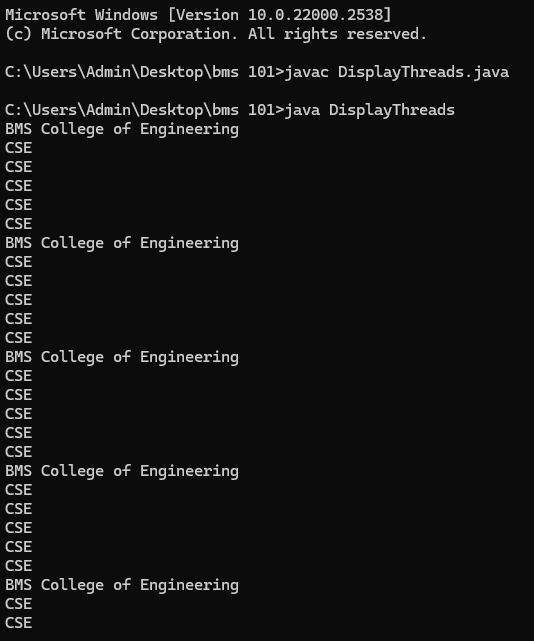 Microsoft Windows [Version 10.0.22000.2538]
(c) Microsoft Corporation. All rights reserved.
C:\Users\Admin\Desktop\bms 101>javac DisplayThreads.java
C:\Users\Admin\Desktop\bms 101>java DisplayThreads
BMS College of Engineering
CSE
CSE
CSE
CSE
CSE
BMS College of Engineering
CSE
CSE
CSE
CSE
CSE
BMS College of Engineering
CSE
CSE
CSE
CSE
CSE
BMS College of Engineering
CSE
CSE
CSE
CSE
CSE
BMS College of Engineering
CSE
CSE